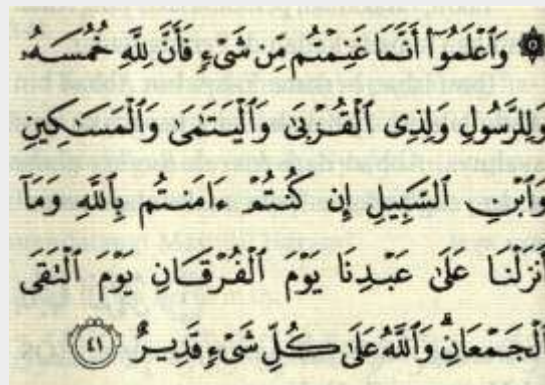 ۞ وَٱعْلَمُوٓا۟ أَنَّمَا غَنِمْتُم مِّن شَىْءٍ فَأَنَّ لِلَّهِ خُمُسَهُۥ
وَلِلرَّسُولِ وَلِذِى ٱلْقُرْبَىٰ وَٱلْيَتَٰمَىٰ وَٱلْمَسَٰكِينِ
وَٱبْنِ ٱلسَّبِيلِ إِن كُنتُمْ ءَامَنتُم بِٱللَّهِ وَمَآ
أَنزَلْنَا عَلَىٰ عَبْدِنَا يَوْمَ ٱلْفُرْقَانِ يَوْمَ ٱلْتَقَى
ٱلْجَمْعَانِ ۗ وَٱللَّهُ عَلَىٰ كُلِّ شَىْءٍ قَدِيرٌ ٤١